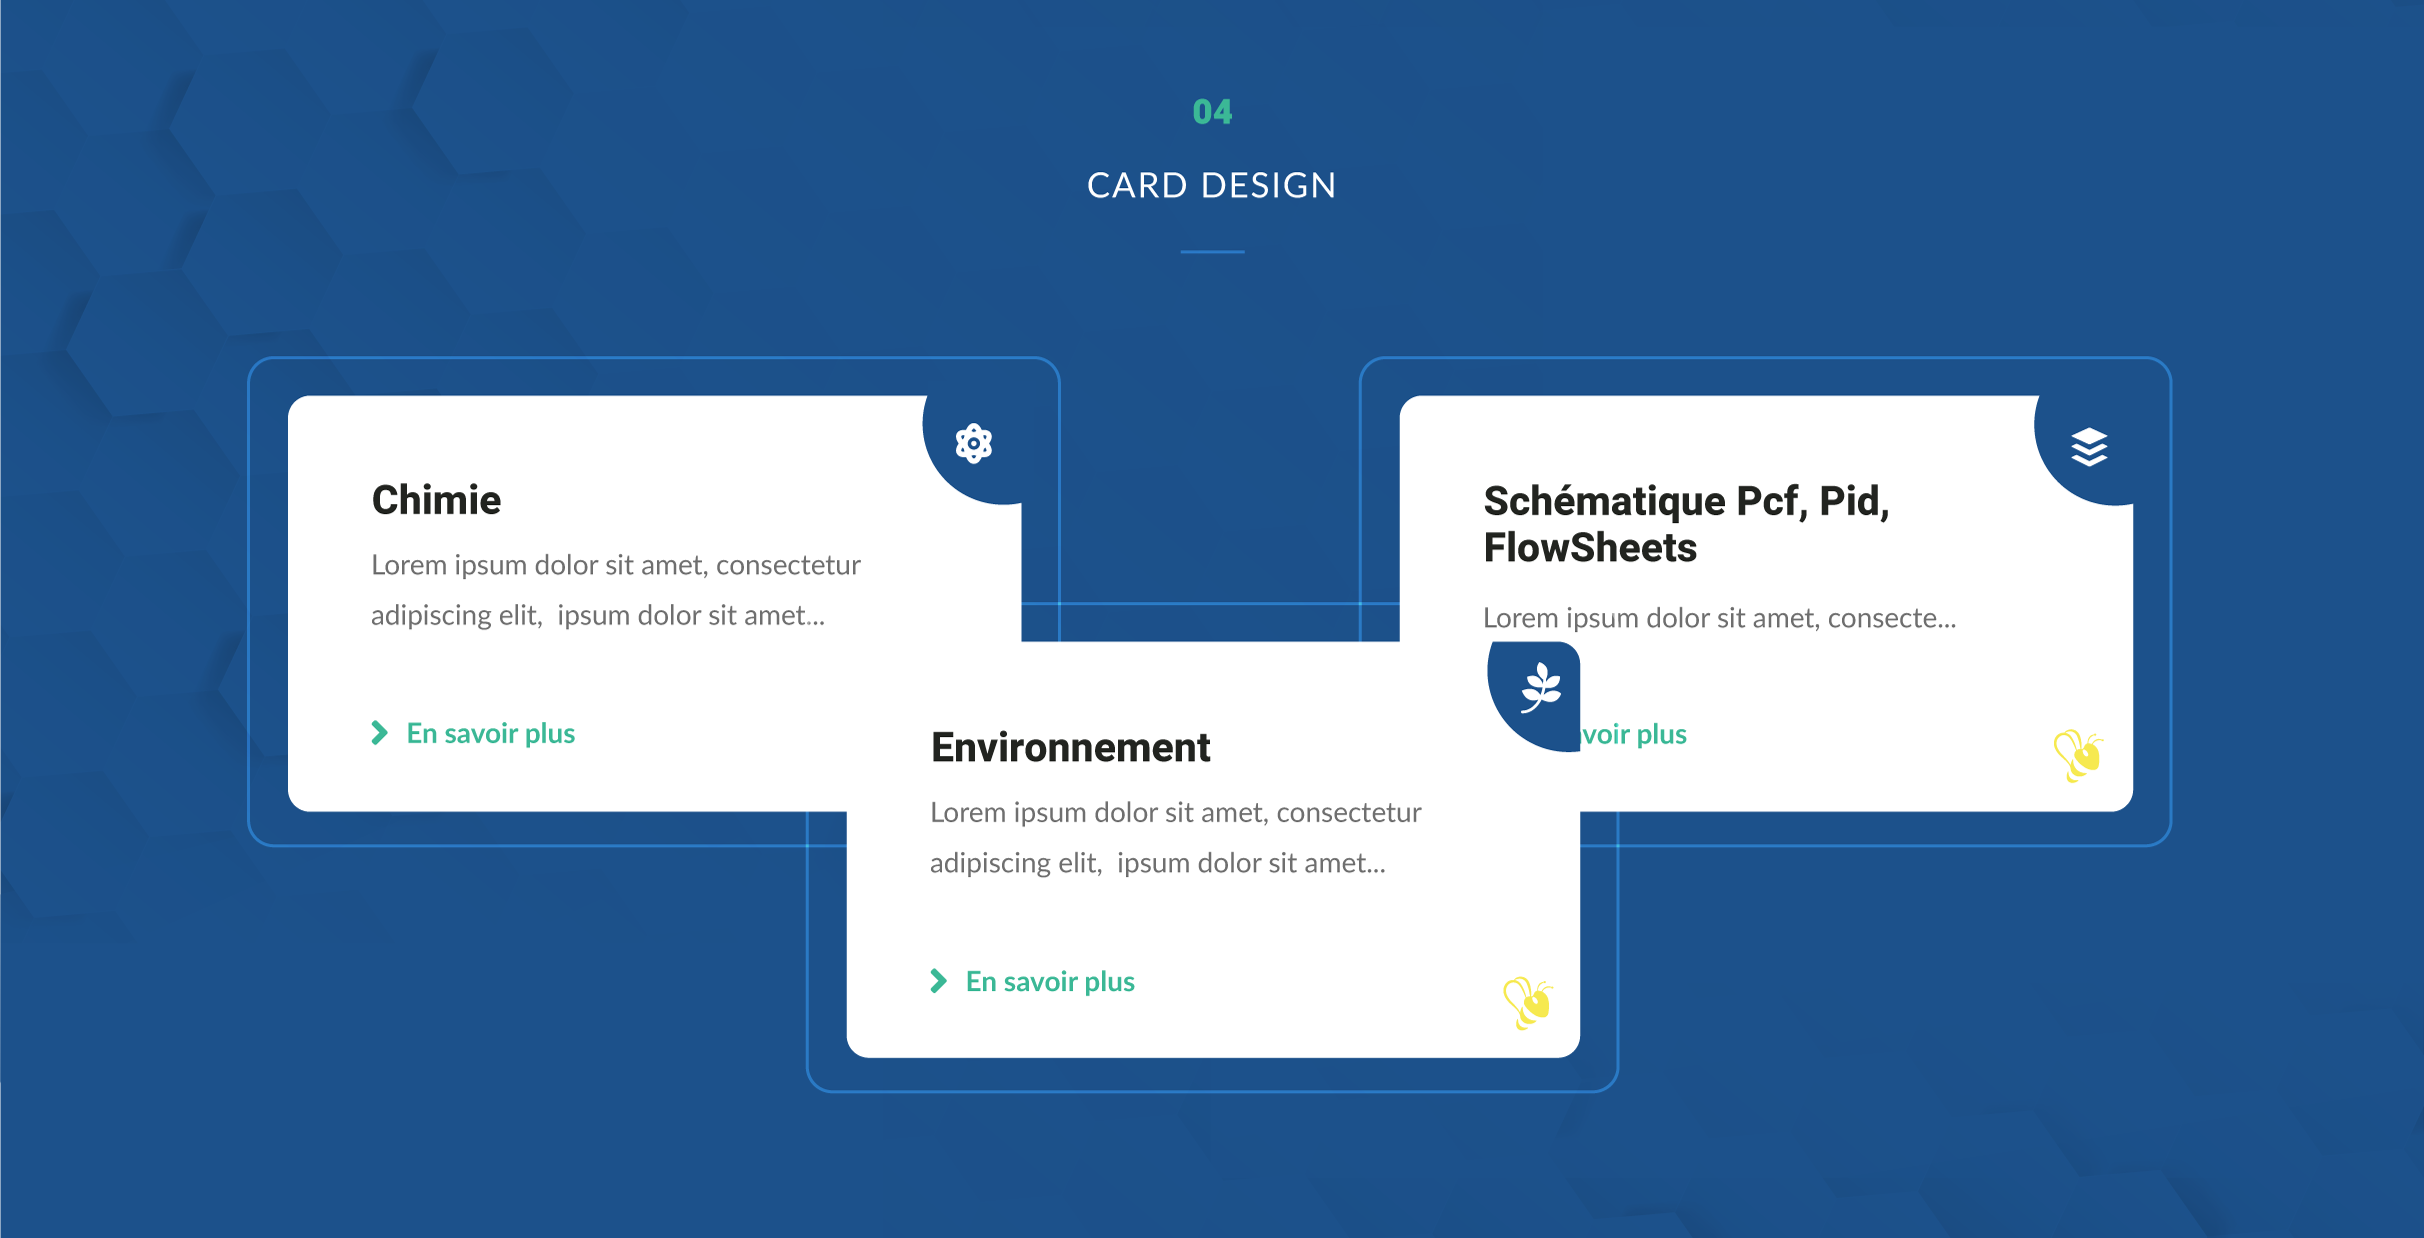 04
CARD DESIGN
Chimie
Lorem ipsum dolor sit amet, consectetur
adipiscing elit, ipsum dolor sit amet...
En savoir plus
Schématique Pcf, Pid,
FlowSheets
Lorem ipsum dolor sit amet, consecte...
voir plus
Environnement
Lorem ipsum dolor sit amet, consectetur
adipiscing elit, ipsum dolor sit amet...
En savoir plus